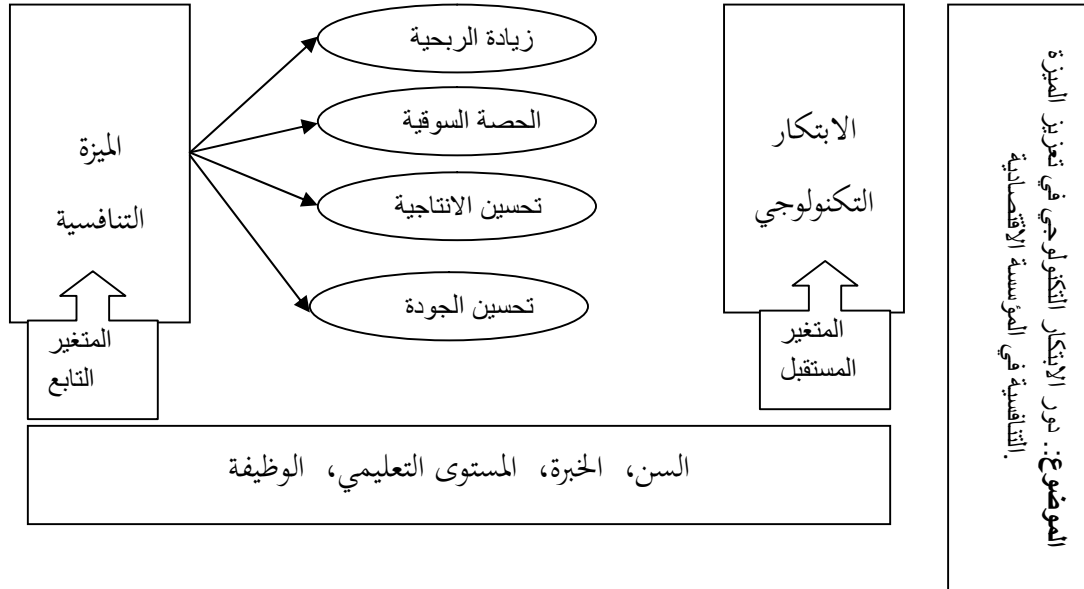 الموضوع:. دور الابتكار التكنولوجي في تعزيز الميزة
التنافسية في المؤسسة الاقتصادية.
الابتكار
التكنولوجي
المتغير
المستقبل
زيادة الربحية
الحصة السوقية
تحسين الانتاجية
تحسين الجودة
الميزة
التنافسية
المتغير
التابع
السن، الخبرة، المستوى التعليمي، الوظيفة